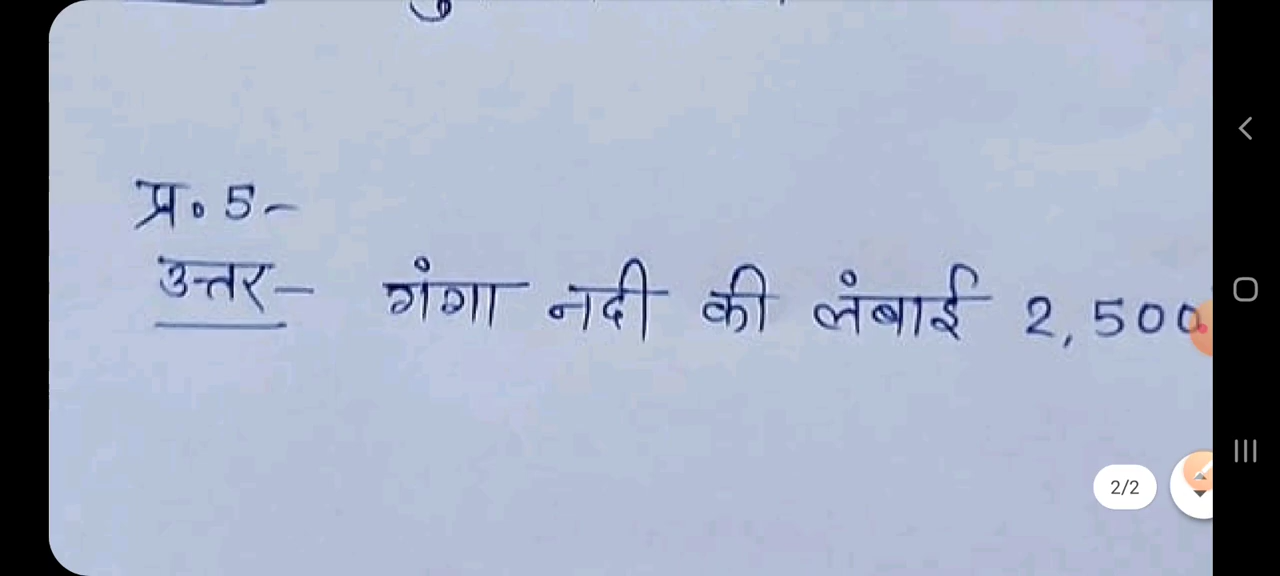 प्र. 5-
उत्तर- गंगा नदी की लंबाई 2,500
2/2